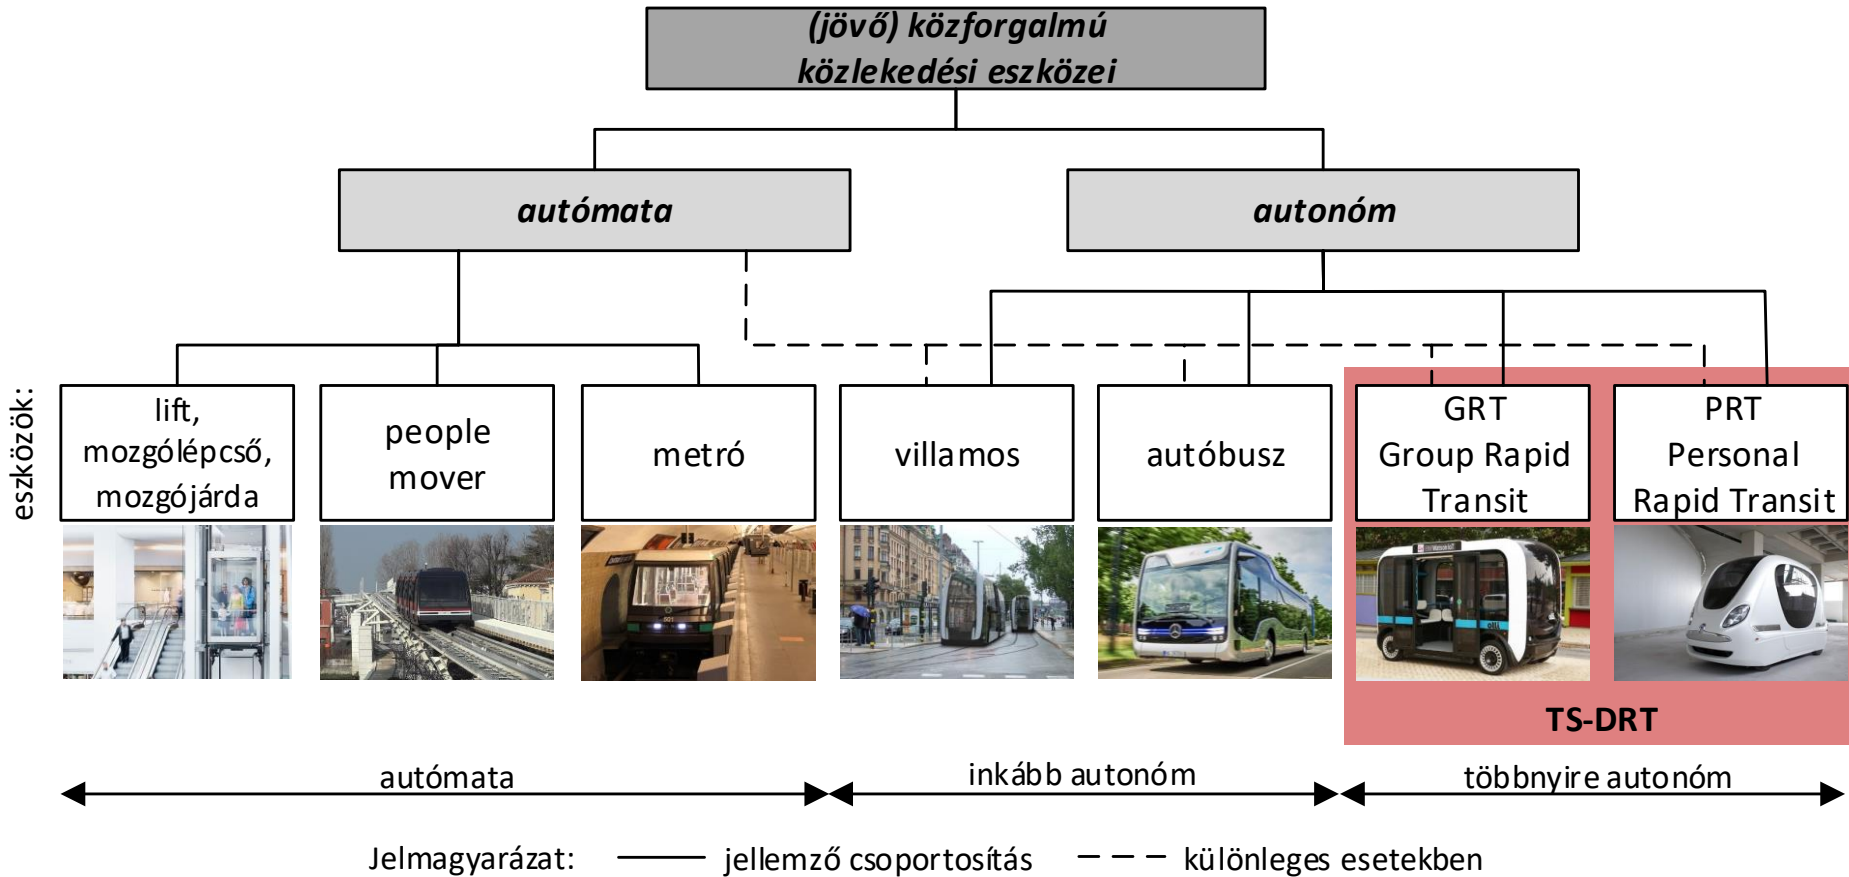 (jövő) közforgalmú
közlekedési eszközei
autómata
autonóm
eszközök:
lift,
mozgólépcső,
mozgójárda
people
mover
metró
villamos
autóbusz
GRT
Group Rapid
Transit
PRT
Personal
Rapid Transit
olli
TS-DRT
autómata
inkább autonóm
többnyire autonóm
Jelmagyarázat:
jellemző csoportosítás
különleges esetekben